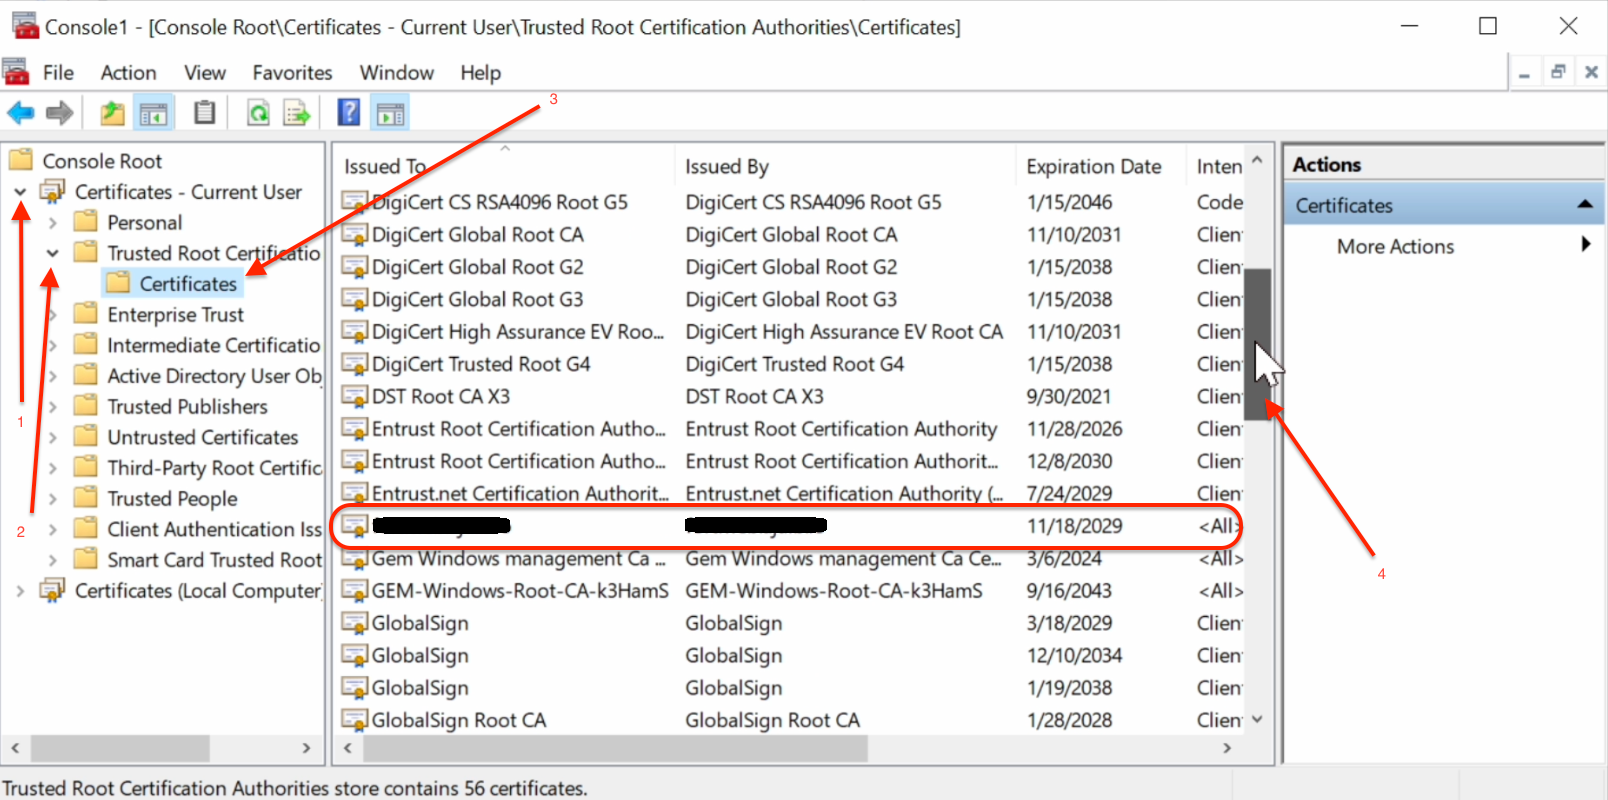 Console1 - [Console Root\Certificates - Current User\Trusted Root Certification Authorities\Certificates]
File Action View Favorites Window Help
3
Console Root
Certificates - Current User
Personal
Trusted Root Certificatio
Certificates
Enterprise Trust
Intermediate Certificatio
Active Directory User Ob
Trusted Publishers
Untrusted Certificates
Third-Party Root Certific
Trusted People
Client Authentication Iss
Smart Card Trusted Root
Certificates (Local Computer
1
2
Issued To Issued By Expiration Date Inten
DigiCert CS RSA4096 Root G5 DigiCert CS RSA4096 Root G5 1/15/2046 Code
DigiCert Global Root CA DigiCert Global Root CA 11/10/2031 Clien
DigiCert Global Root G2 DigiCert Global Root G2 1/15/2038 Clien
DigiCert Global Root G3 DigiCert Global Root G3 1/15/2038 Clien
DigiCert High Assurance EV Roo... DigiCert High Assurance EV Root CA 11/10/2031 Clien
DigiCert Trusted Root G4 DigiCert Trusted Root G4 1/15/2038 Clien
DST Root CA X3 DST Root CA X3 9/30/2021 Clien
Entrust Root Certification Autho... Entrust Root Certification Authority 11/28/2026 Clien
Entrust Root Certification Autho... Entrust Root Certification Authorit... 12/8/2030 Clien
Entrust.net Certification Authorit... Entrust.net Certification Authority (... 7/24/2029 Clien
11/18/2029 <All>
Gem Windows management Ca ... Gem Windows management Ca Ce... 3/6/2024 <All>
GEM-Windows-Root-CA-k3HamS GEM-Windows-Root-CA-k3HamS 9/16/2043 <All>
GlobalSign GlobalSign 3/18/2029 Clien
GlobalSign GlobalSign 12/10/2034 Clien
GlobalSign GlobalSign 1/19/2038 Clien
GlobalSign Root CA GlobalSign Root CA 1/28/2028 Clien
Actions
Certificates
More Actions
4
Trusted Root Certification Authorities store contains 56 certificates.